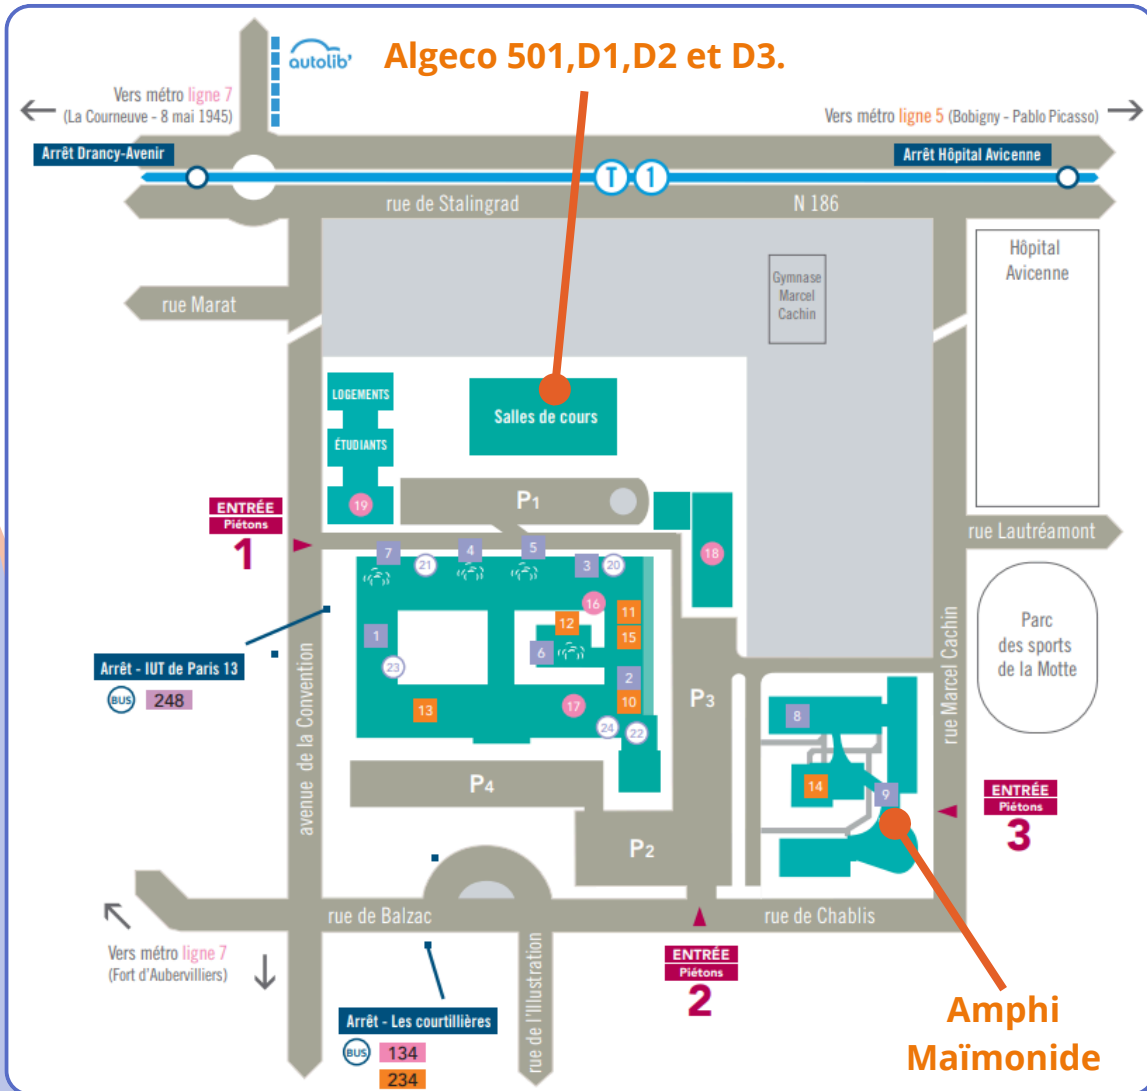 autolib'
Algeco 501,D1,D2 et D3.
Vers métro ligne 7
(La Courneuve - 8 mai 1945)
Vers métro ligne 5 (Bobigny - Pablo Picasso)
Arrêt Drancy-Avenir
Arrêt Hôpital Avicenne
T 1
rue de Stalingrad
N 186
Hôpital
Avicenne
Gymnase
Marcel
Cachin
rue Marat
LOGEMENTS
ÉTUDIANTS
Salles de cours
19
P1
ENTRÉE
Piétons
1
rue Lautréamont
18
7
21
4
5
3
20
16
11
12
15
1
6
23
2
10
13
17
24
22
Arrêt - IUT de Paris 13
BUS 248
avenue de la Convention
P3
Parc
des sports
de la Motte
rue Marcel Cachin
8
14
9
P4
P2
ENTRÉE
Piétons
3
rue de Balzac
rue de Chablis
Vers métro ligne 7
(Fort d'Aubervilliers)
rue de l'Illustration
ENTRÉE
Piétons
2
Arrêt - Les courtillières
BUS 134
234
Amphi
Maïmonide